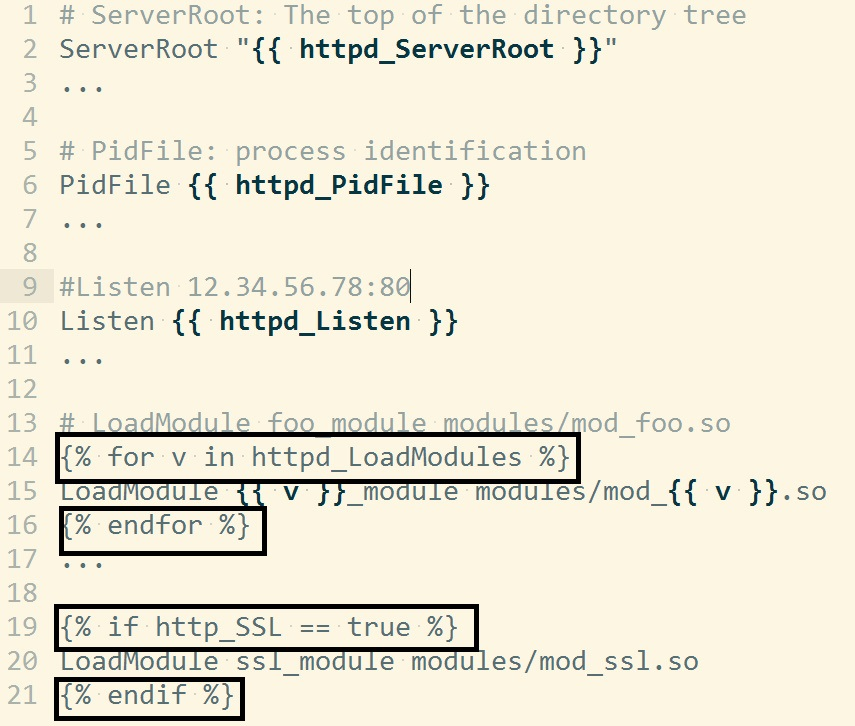 1 # ServerRoot: The top of the directory tree
2 ServerRoot "{{ httpd_ServerRoot }}"
3 ...
4
5 # PidFile: process identification
6 PidFile {{ httpd_PidFile }}
7 ...
8
9 #Listen 12.34.56.78:80
10 Listen {{ httpd_Listen }}
11 ...
12
13 # LoadModule foo_module modules/mod_foo.so
14 {% for v in httpd_LoadModules %}
15 LoadModule {{ v }}_module modules/mod_{{ v }}.so
16 {% endfor %}
17 ...
18
19 {% if http_SSL == true %}
20 LoadModule ssl_module modules/mod_ssl.so
21 {% endif %}